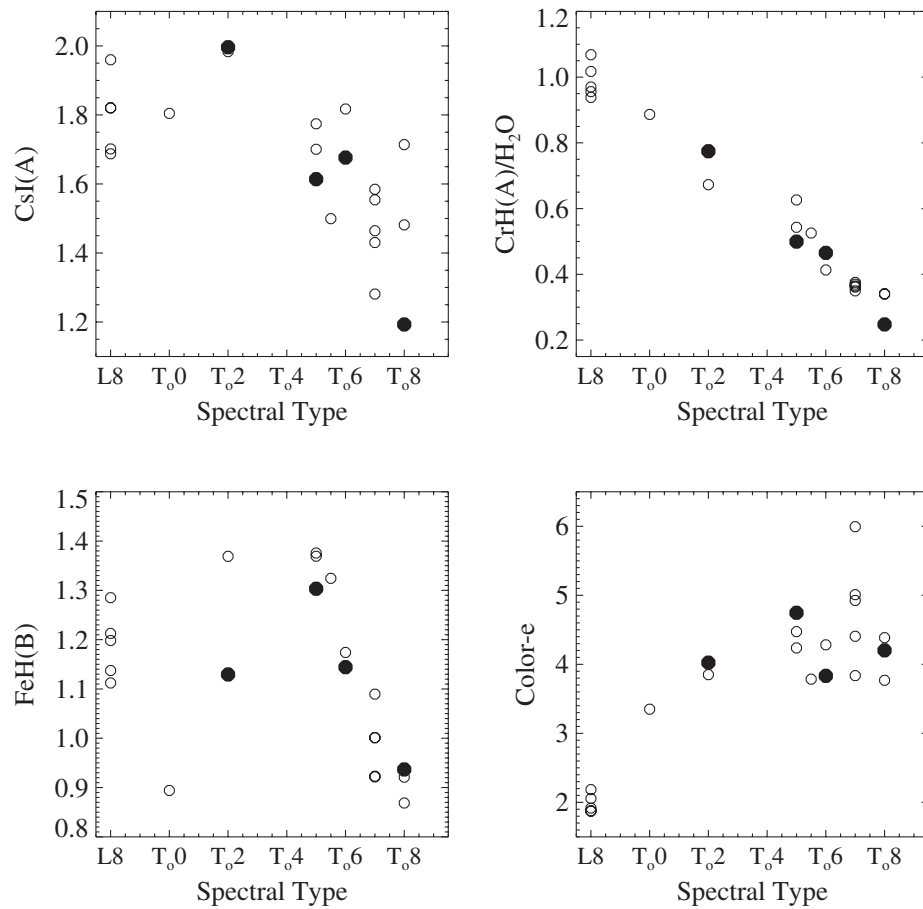 2.0
1.8
1.6
1.4
1.2
CsI(A)
L8 Tₒ0 Tₒ2 Tₒ4 Tₒ6 Tₒ8
Spectral Type
1.0
0.8
0.6
0.4
0.2
CrH(A)/H₂O
L8 Tₒ0 Tₒ2 Tₒ4 Tₒ6 Tₒ8
Spectral Type
1.5
1.4
1.3
1.2
1.1
1.0
0.9
0.8
FeH(B)
L8 Tₒ0 Tₒ2 Tₒ4 Tₒ6 Tₒ8
Spectral Type
6
5
4
3
2
Color-e
L8 Tₒ0 Tₒ2 Tₒ4 Tₒ6 Tₒ8
Spectral Type